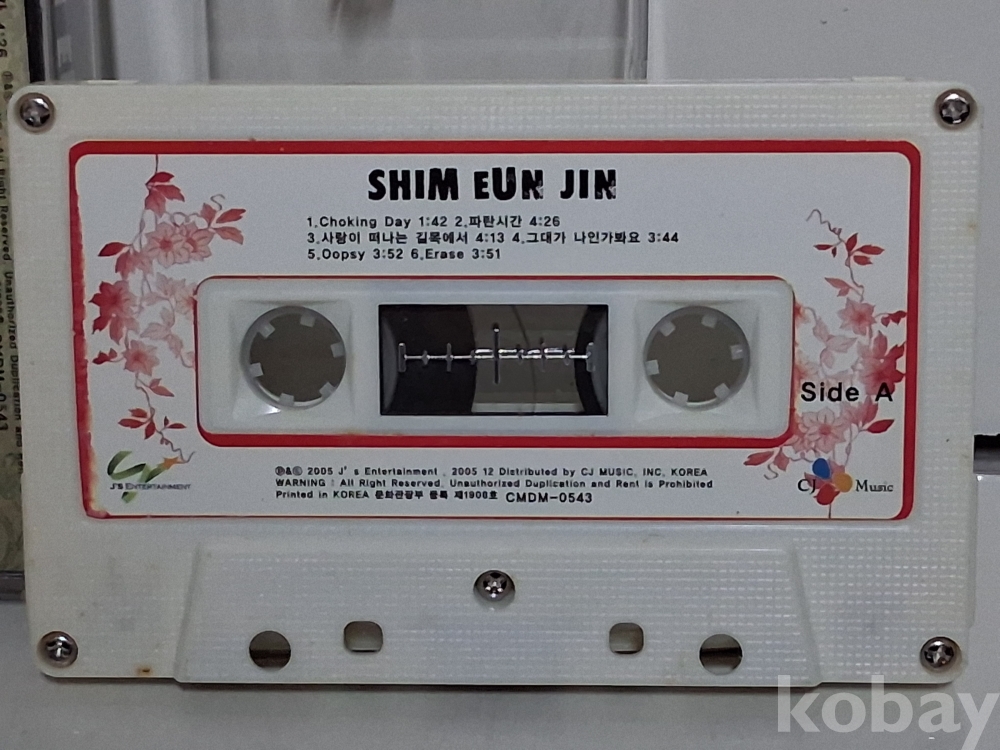 SHIM EUN JIN
1.Choking Day 1:42 2.파란시간 4:26
3.사랑이 떠나는 길목에서 4:13 4.그대가 나인가봐요 3:44
5.Oopsy 3:52 6.Erase 3:51
Side A
J'S ENTERTAINMENT
℗&© 2005 J' s Entertainment . 2005 12 Distributed by CJ MUSIC, INC. KOREA
WARNING : All Right Reserved. Unauthorized Duplication and Rent is Prohibited
Printed in KOREA 문화관광부 등록 제1900호 CMDM-0543
CJ Music
kobay